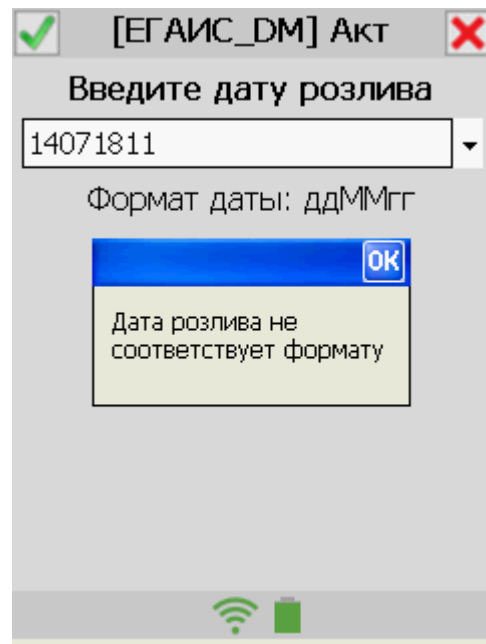 [ЕГАИС_DM] Акт
Введите дату розлива
14071811
Формат даты: ддММгг
OK
Дата розлива не
соответствует формату